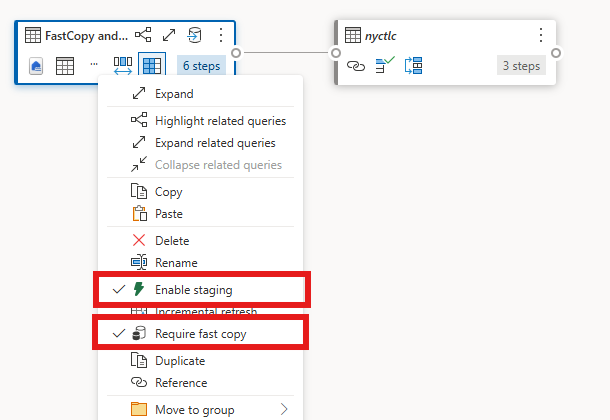 FastCopy and...
nyctlc
6 steps
3 steps
Expand
Highlight related queries
Expand related queries
Collapse related queries
Copy
Paste
Delete
Rename
Enable staging
Incremental refresh
Require fast copy
Duplicate
Reference
Move to group